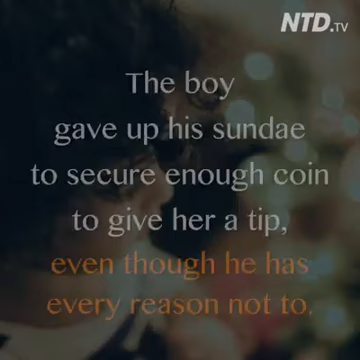 NTD.TV
The boy
gave up his sundae
to secure enough coin
to give her a tip,
even though he has
every reason not to.